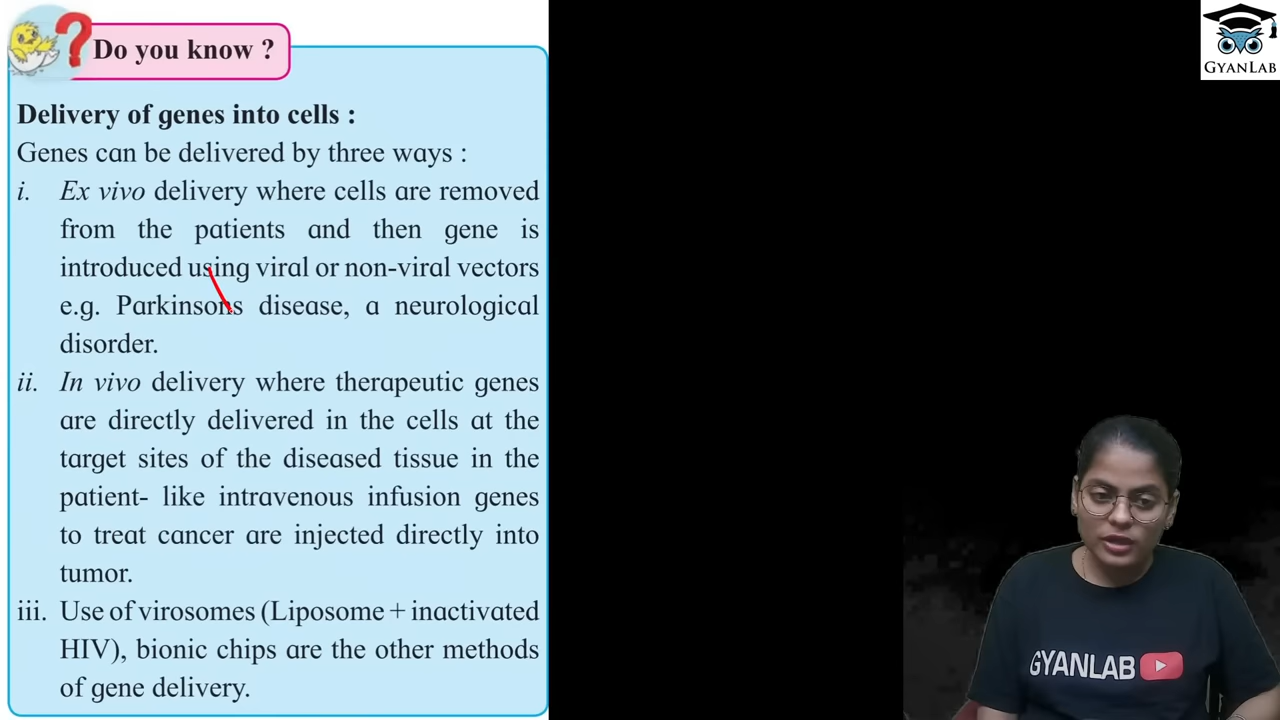 Do you know ?
Delivery of genes into cells :
Genes can be delivered by three ways :
i. Ex vivo delivery where cells are removed
from the patients and then gene is
introduced using viral or non-viral vectors
e.g. Parkinsons disease, a neurological
disorder.
ii. In vivo delivery where therapeutic genes
are directly delivered in the cells at the
target sites of the diseased tissue in the
patient- like intravenous infusion genes
to treat cancer are injected directly into
tumor.
iii. Use of virosomes (Liposome + inactivated
HIV), bionic chips are the other methods
of gene delivery.
GYANLAB
GYANLAB